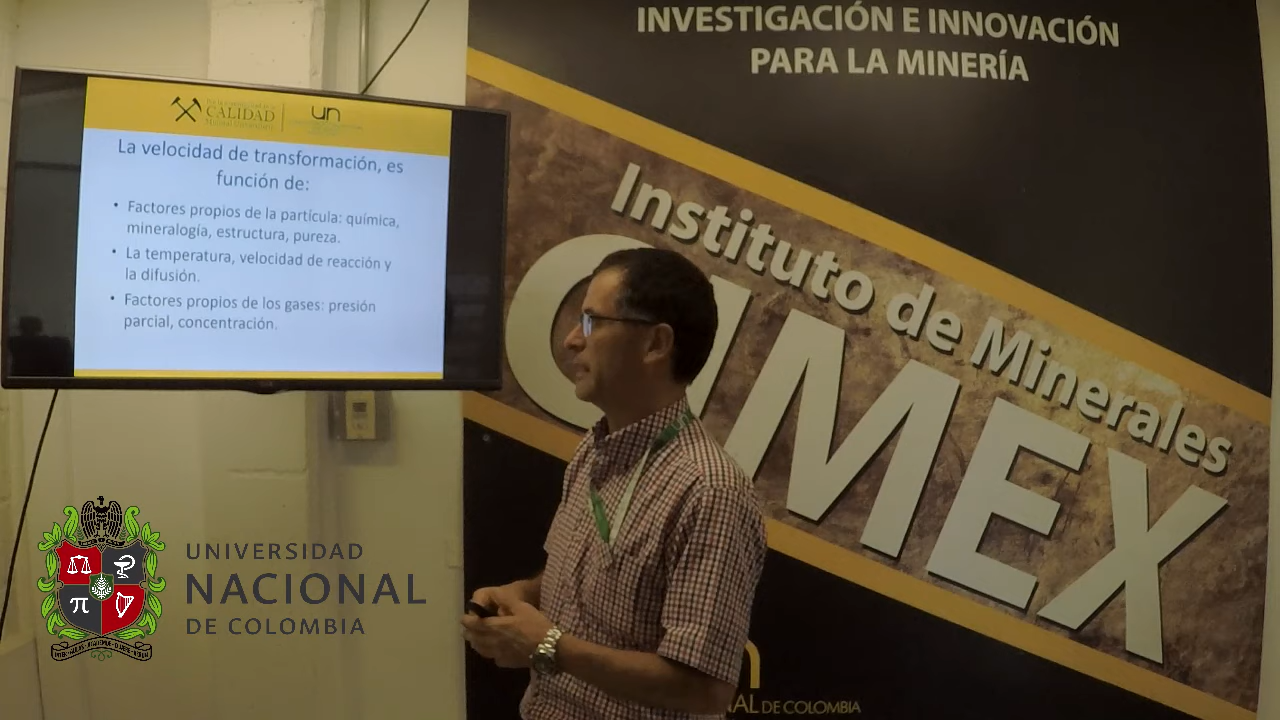 INVESTIGACIÓN E INNOVACIÓN
PARA LA MINERÍA
CALIDAD
un
La velocidad de transformación, es
función de:
• Factores propios de la partícula: química,
mineralogía, estructura, pureza.
• La temperatura, velocidad de reacción y
la difusión.
• Factores propios de los gases: presión
parcial, concentración.
Instituto de Minerales
CIMEX
UNIVERSIDAD
NACIONAL
DE COLOMBIA
π
AL DE COLOMBIA